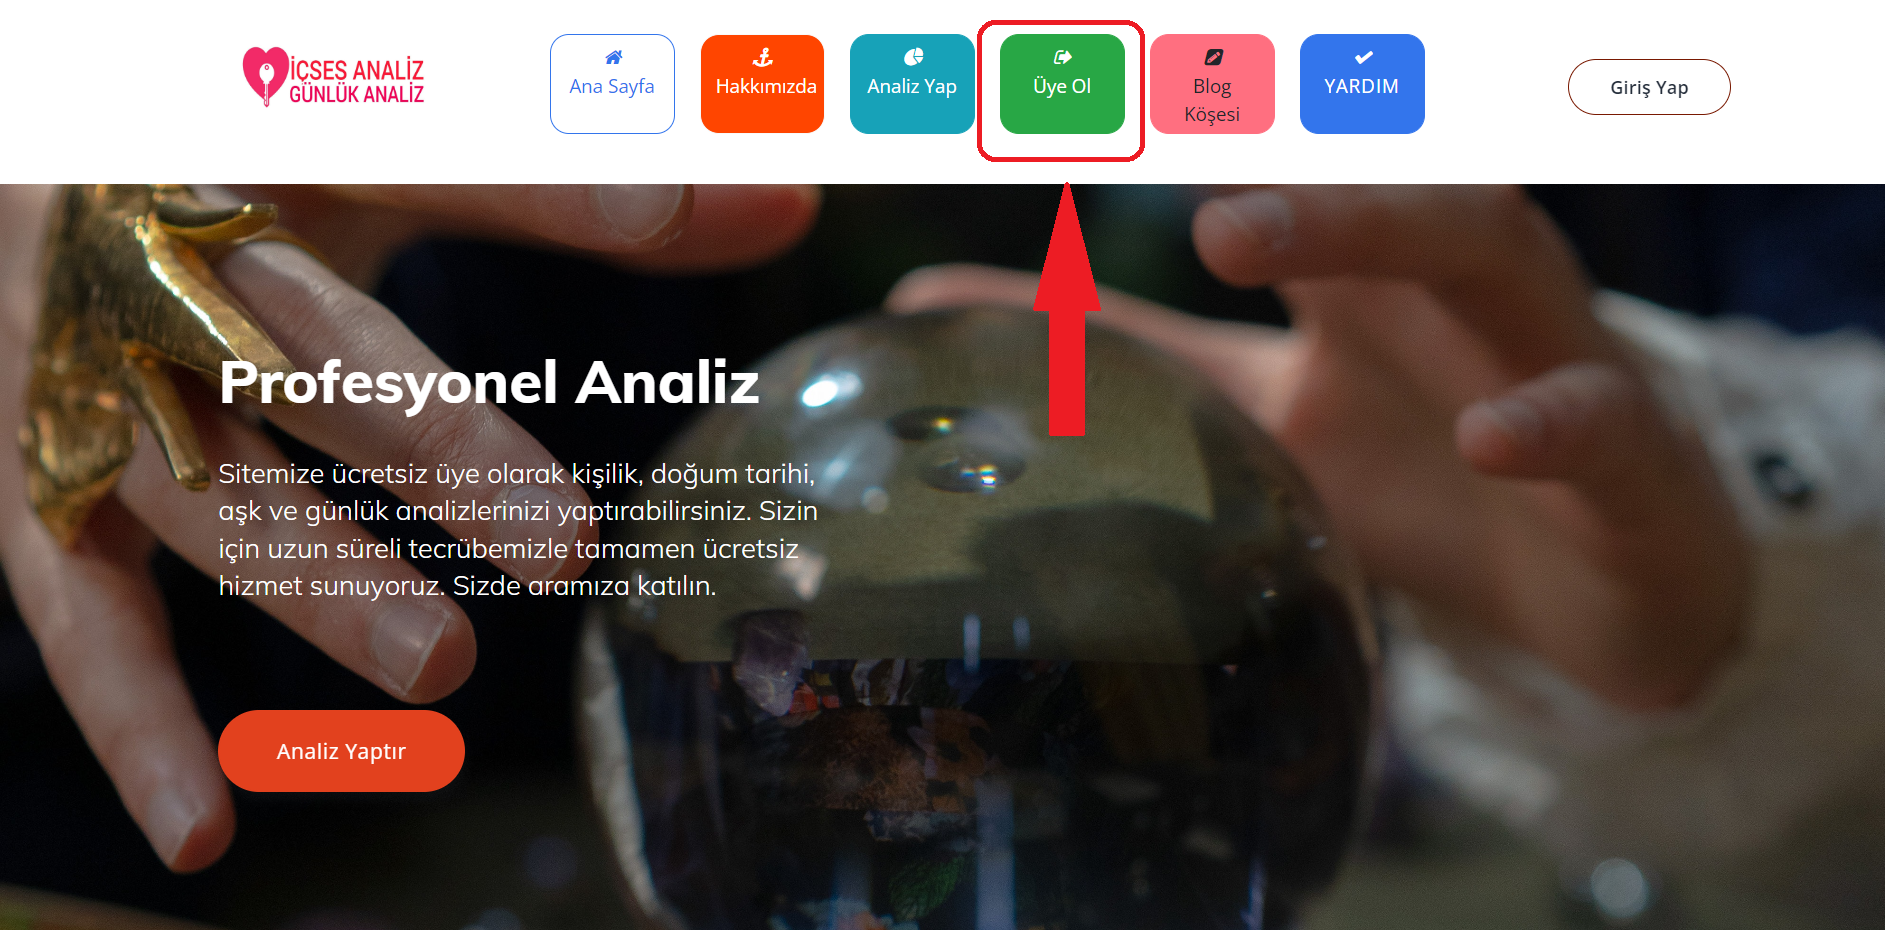 İÇSES ANALİZ
GÜNLÜK ANALİZ
Ana Sayfa
Hakkımızda
Analiz Yap
Üye Ol
Blog
Köşesi
YARDIM
Giriş Yap
Profesyonel Analiz
Sitemize ücretsiz üye olarak kişilik, doğum tarihi,
aşk ve günlük analizlerinizi yaptırabilirsiniz. Sizin
için uzun süreli tecrübemizle tamamen ücretsiz
hizmet sunuyoruz. Sizde aramıza katılın.
Analiz Yaptır